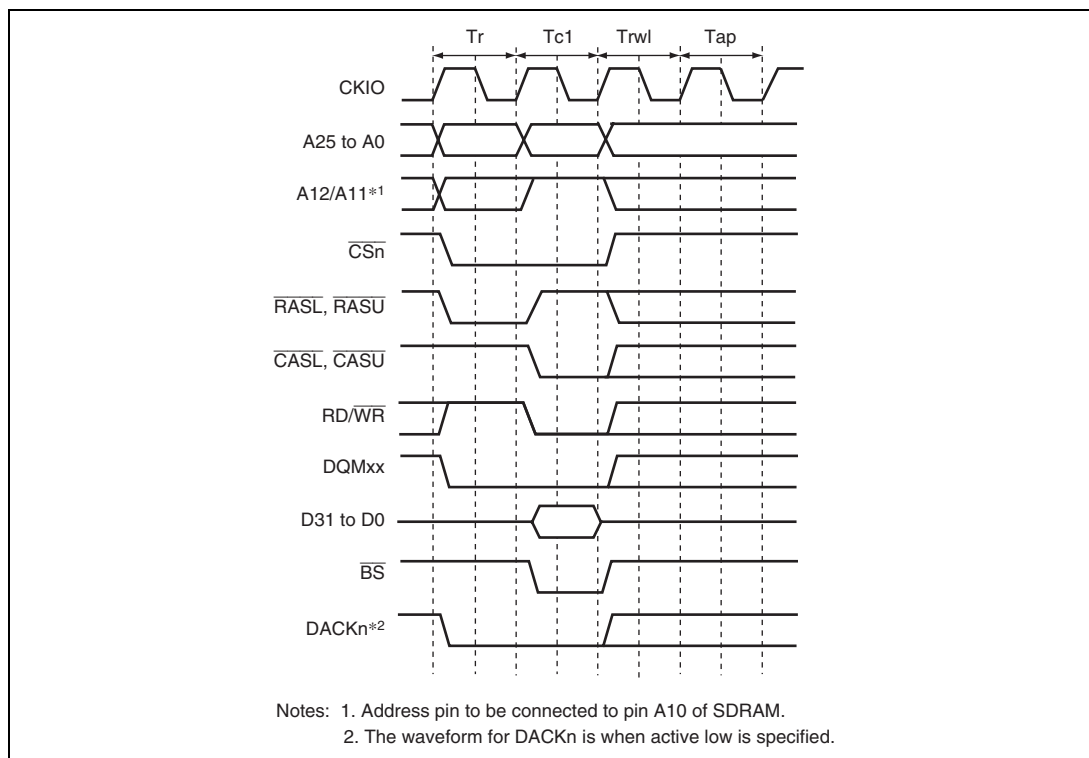 Tr Tc1 Trwl Tap
CKIO
A25 to A0
A12/A11*1
CSn
RASL, RASU
CASL, CASU
RD/WR
DQMxx
D31 to D0
BS
DACKn*2
Notes: 1. Address pin to be connected to pin A10 of SDRAM.
2. The waveform for DACKn is when active low is specified.